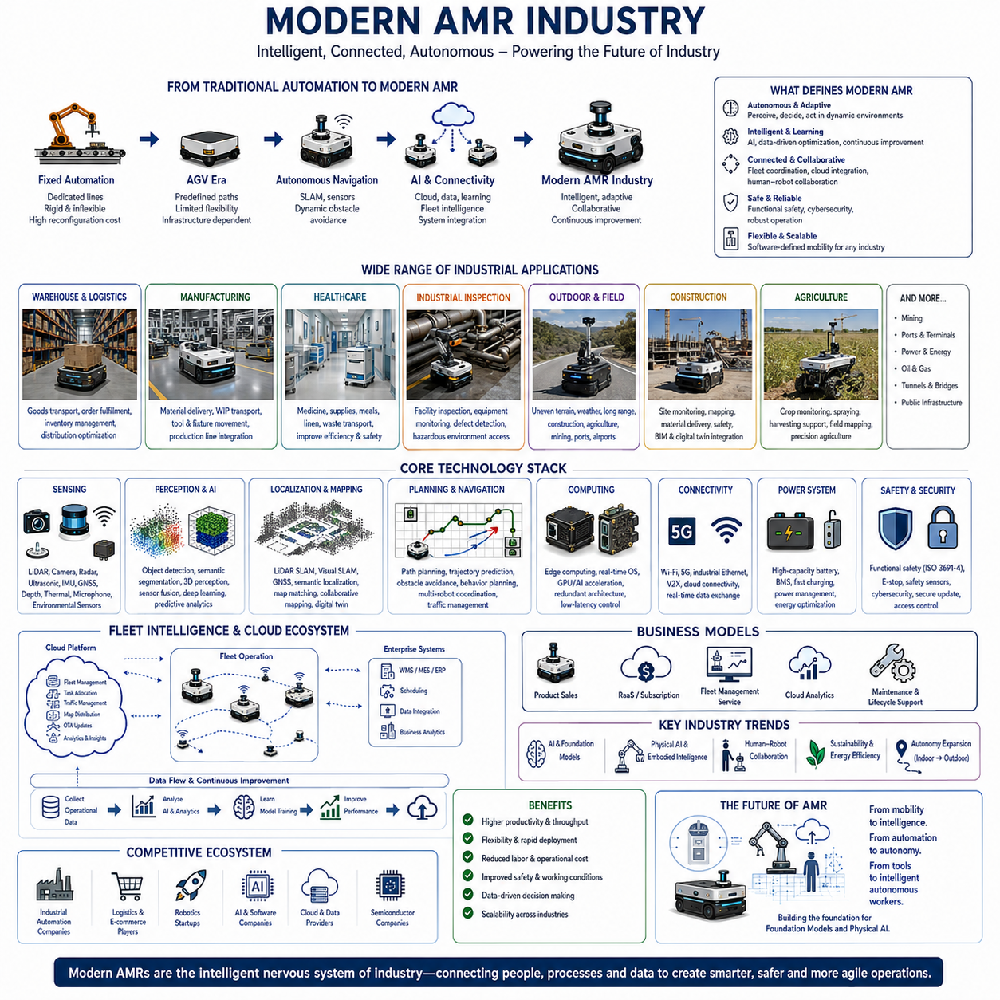 MODERN AMR INDUSTRY
Intelligent, Connected, Autonomous – Powering the Future of Industry
FROM TRADITIONAL AUTOMATION TO MODERN AMR
Fixed Automation
Dedicated lines
Rigid & inflexible
High reconfiguration cost
AGV Era
Predefined paths
Limited flexibility
Infrastructure dependent
Autonomous Navigation
SLAM, sensors
Dynamic obstacle
avoidance
AI & Connectivity
Cloud, data, learning
Fleet intelligence
System integration
Modern AMR Industry
Intelligent, adaptive
Collaborative
Continuous improvement
WHAT DEFINES MODERN AMR
Autonomous & Adaptive
Perceive, decide, act in dynamic environments
Intelligent & Learning
AI, data-driven optimization, continuous improvement
Connected & Collaborative
Fleet coordination, cloud integration,
human–robot collaboration
Safe & Reliable
Functional safety, cybersecurity,
robust operation
Flexible & Scalable
Software-defined mobility for any industry
WIDE RANGE OF INDUSTRIAL APPLICATIONS
WAREHOUSE & LOGISTICS
Goods transport, order fulfillment,
inventory management,
distribution optimization
MANUFACTURING
Material delivery, WIP transport,
tool & fixture movement,
production line integration
HEALTHCARE
Medicine, supplies, meals,
linen, waste transport,
improve efficiency & safety
INDUSTRIAL INSPECTION
Facility inspection, equipment
monitoring, defect detection,
hazardous environment access
OUTDOOR & FIELD
Uneven terrain, weather, long range,
construction, agriculture,
mining, ports, airports
CONSTRUCTION
Site monitoring, mapping,
material delivery, safety,
BIM & digital twin integration
AGRICULTURE
Crop monitoring, spraying,
harvesting support, field mapping,
precision agriculture
AND MORE...
• Mining
• Ports & Terminals
• Power & Energy
• Oil & Gas
• Tunnels & Bridges
• Public Infrastructure
CORE TECHNOLOGY STACK
SENSING
LiDAR, Camera, Radar,
Ultrasonic, IMU, GNSS,
Depth, Thermal, Microphone,
Environmental Sensors
PERCEPTION & AI
Object detection, semantic
segmentation, 3D perception,
sensor fusion, deep learning,
predictive analytics
LOCALIZATION & MAPPING
LiDAR SLAM, Visual SLAM,
GNSS, semantic localization,
map matching, collaborative
mapping, digital twin
PLANNING & NAVIGATION
Path planning, trajectory prediction,
obstacle avoidance, behavior planning,
multi-robot coordination,
traffic management
COMPUTING
Edge computing, real-time OS,
GPU/AI acceleration,
redundant architecture,
low-latency control
CONNECTIVITY
5G
Wi-Fi, 5G, industrial Ethernet,
V2X, cloud connectivity,
real-time data exchange
POWER SYSTEM
High-capacity battery,
BMS, fast charging,
power management,
energy optimization
SAFETY & SECURITY
Functional safety (ISO 3691-4),
E-stop, safety sensors,
cybersecurity, secure update,
access control
FLEET INTELLIGENCE & CLOUD ECOSYSTEM
Cloud Platform
Fleet Management
Task Allocation
Traffic Management
Map Distribution
OTA Updates
Analytics & Insights
Fleet Operation
Enterprise Systems
WMS / MES / ERP
Scheduling
Data Integration
Business Analytics
Data Flow & Continuous Improvement
Collect
Operational
Data
Analyze
AI & Analytics
Learn
Model Training
Improve
Performance
BUSINESS MODELS
Product Sales
RaaS / Subscription
Fleet Management
Service
Cloud Analytics
Maintenance &
Lifecycle Support
KEY INDUSTRY TRENDS
AI & Foundation
Models
Physical AI &
Embodied Intelligence
Human–Robot
Collaboration
Sustainability &
Energy Efficiency
Autonomy Expansion
(Indoor → Outdoor)
COMPETITIVE ECOSYSTEM
Industrial
Automation
Companies
Logistics &
E-commerce
Players
Robotics
Startups
AI
AI & Software
Companies
Cloud & Data
Providers
Semiconductor
Companies
BENEFITS
Higher productivity & throughput
Flexibility & rapid deployment
Reduced labor & operational cost
Improved safety & working conditions
Data-driven decision making
Scalability across industries
THE FUTURE OF AMR
From mobility
to intelligence.
From automation
to autonomy.
From tools
to intelligent
autonomous
workers.
Building the foundation for
Foundation Models and Physical AI.
Modern AMRs are the intelligent nervous system of industry—connecting people, processes and data to create smarter, safer and more agile operations.